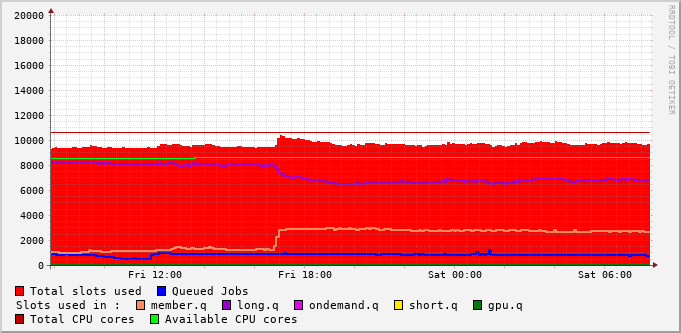 20000
18000
16000
14000
12000
10000
8000
6000
4000
2000
0
Fri 12:00 Fri 18:00 Sat 00:00 Sat 06:00
Total slots used Queued Jobs
Slots used in : member.q long.q ondemand.q short.q gpu.q
Total CPU cores Available CPU cores
RRDTOOL / TOBI OETIKER